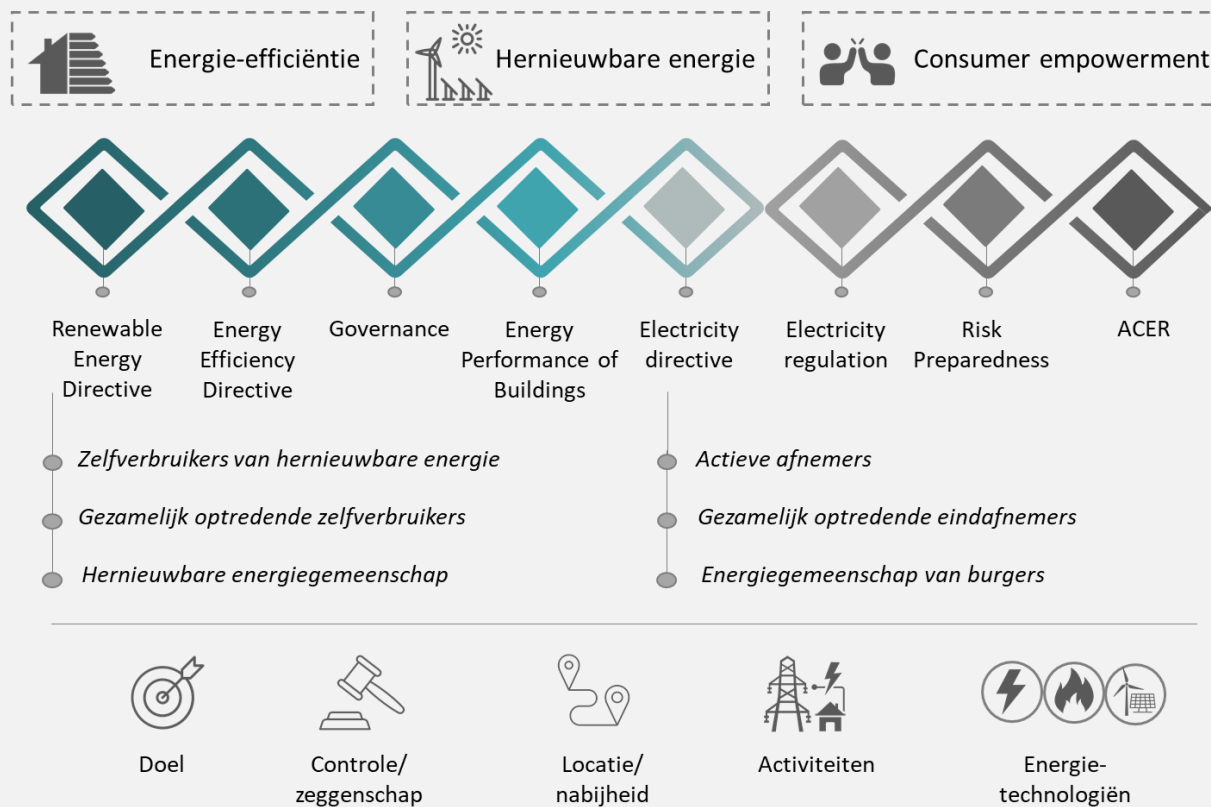 Energie-efficiëntie
Hernieuwbare energie
Consumer empowerment
Renewable
Energy
Directive
Energy
Efficiency
Directive
Governance
Energy
Performance of
Buildings
Electricity
directive
Electricity
regulation
Risk
Preparedness
ACER
Zelfverbruikers van hernieuwbare energie
Gezamelijk optredende zelfverbruikers
Hernieuwbare energiegemeenschap
Actieve afnemers
Gezamelijk optredende eindafnemers
Energiegemeenschap van burgers
Doel
Controle/
zeggenschap
Locatie/
nabijheid
Activiteiten
Energie-
technologiën